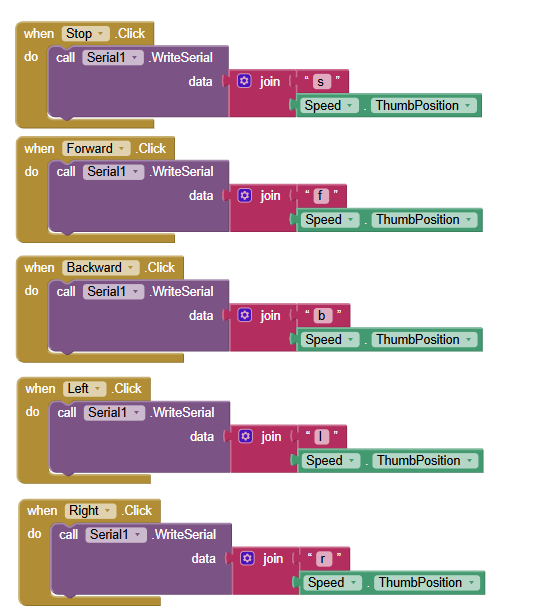 when Stop .Click
do call Serial1 .WriteSerial
data join " s "
Speed . ThumbPosition
when Forward .Click
do call Serial1 .WriteSerial
data join " f "
Speed . ThumbPosition
when Backward .Click
do call Serial1 .WriteSerial
data join " b "
Speed . ThumbPosition
when Left .Click
do call Serial1 .WriteSerial
data join " l "
Speed . ThumbPosition
when Right .Click
do call Serial1 .WriteSerial
data join " r "
Speed . ThumbPosition